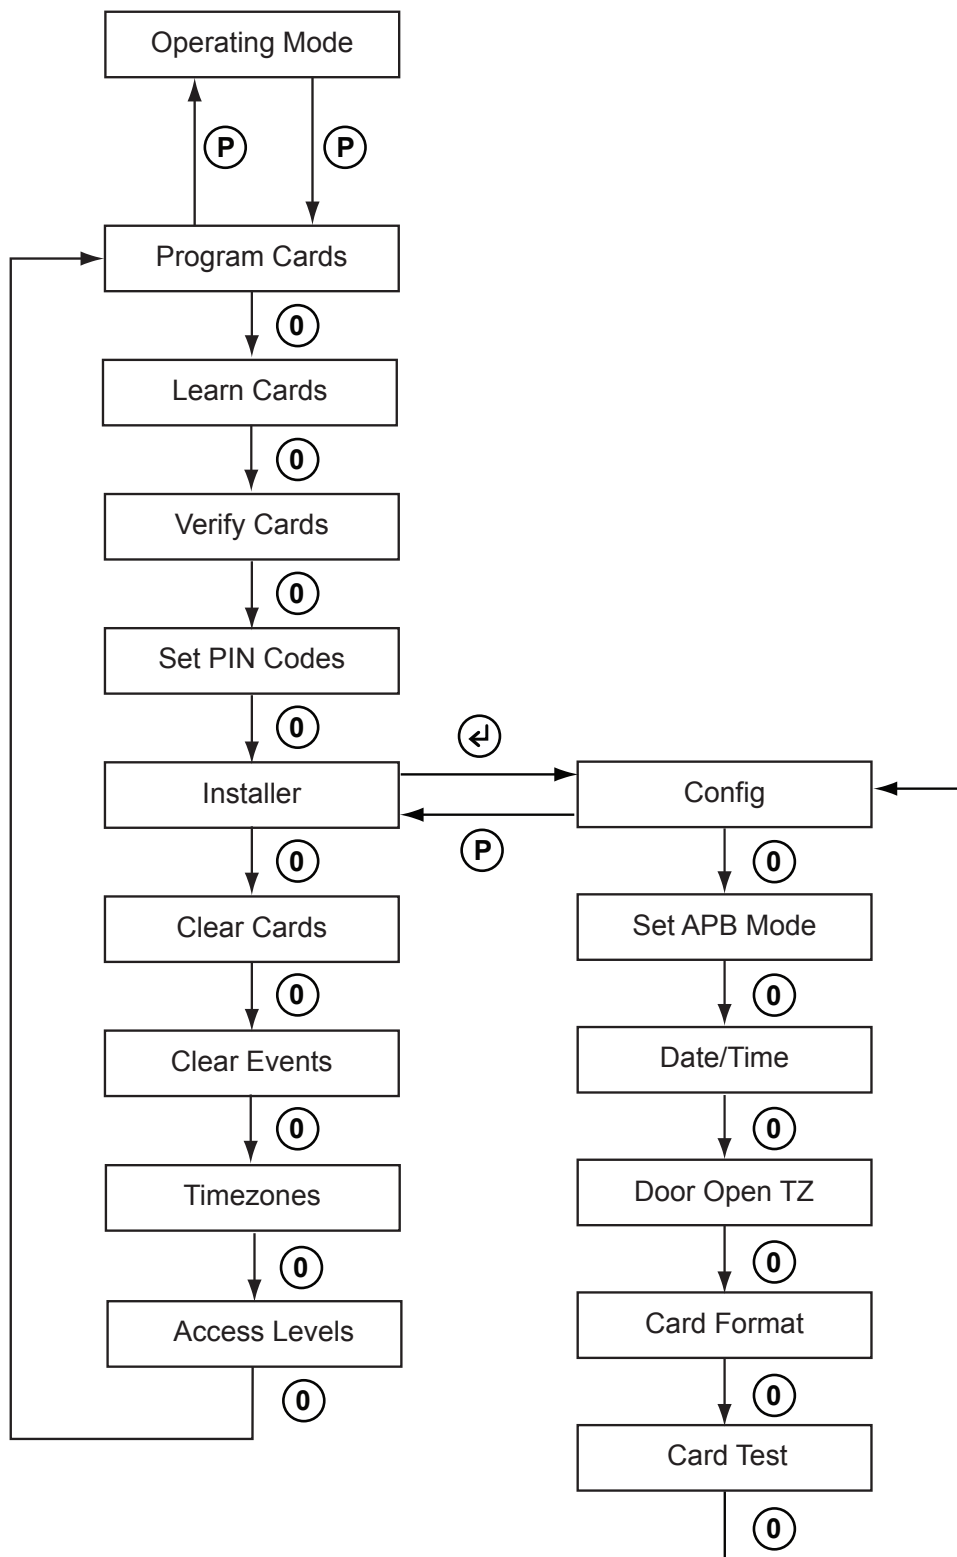 Operating Mode
P
P
Program Cards
0
Learn Cards
0
Verify Cards
0
Set PIN Codes
0
Installer
P
Config
0
Clear Cards
0
Clear Events
0
Timezones
0
Access Levels
0
0
Set APB Mode
0
Date/Time
0
Door Open TZ
0
Card Format
0
Card Test
0